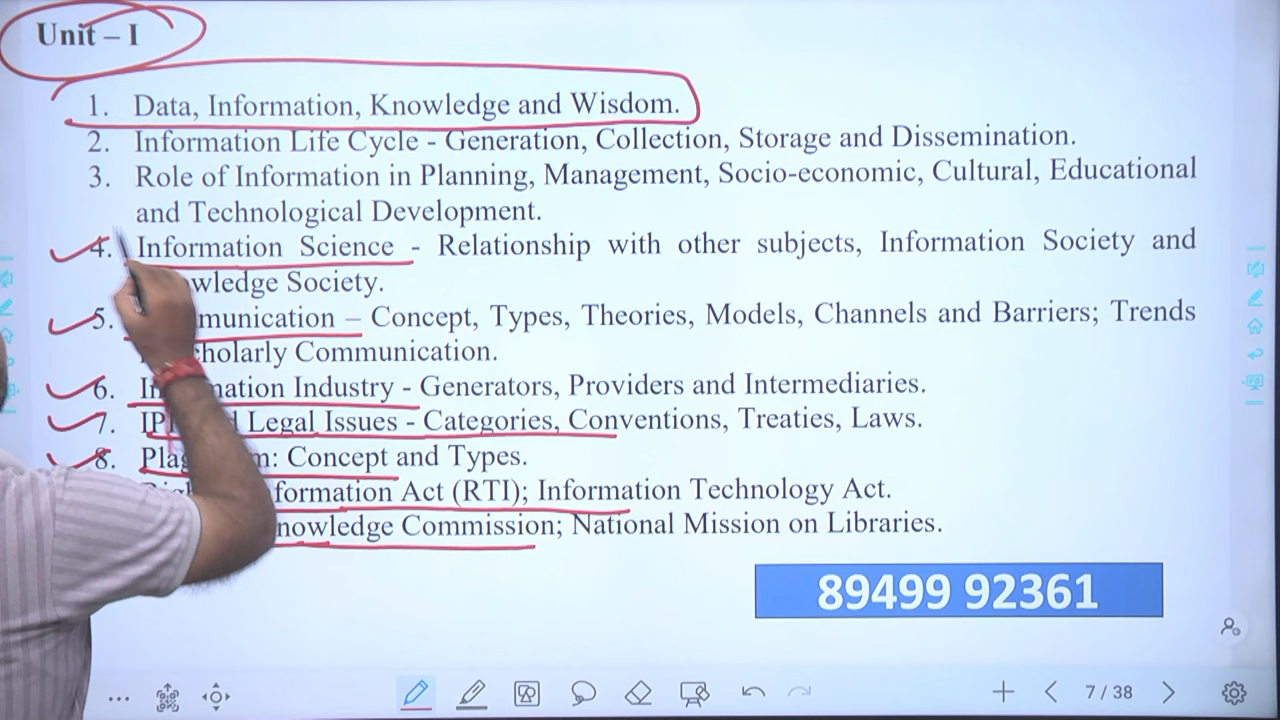 Unit – I
1. Data, Information, Knowledge and Wisdom.
2. Information Life Cycle - Generation, Collection, Storage and Dissemination.
3. Role of Information in Planning, Management, Socio-economic, Cultural, Educational
and Technological Development.
4. Information Science - Relationship with other subjects, Information Society and
wledge Society.
5. munication – Concept, Types, Theories, Models, Channels and Barriers; Trends
cholarly Communication.
6. In mation Industry - Generators, Providers and Intermediaries.
7. IP Legal Issues - Categories, Conventions, Treaties, Laws.
8. Plag m: Concept and Types.
formation Act (RTI); Information Technology Act.
nowledge Commission; National Mission on Libraries.
89499 92361
7 / 38